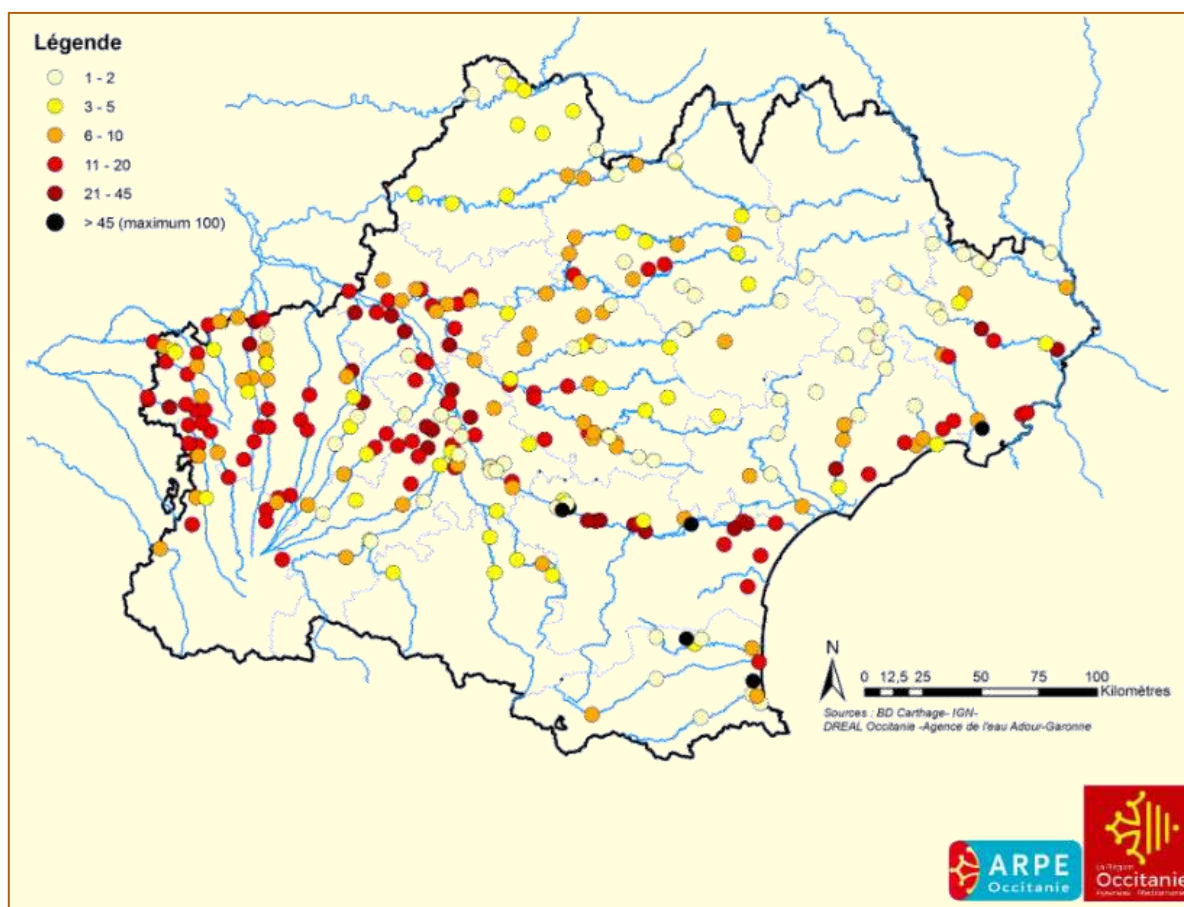 Légende
1 - 2
3 - 5
6 - 10
11 - 20
21 - 45
> 45 (maximum 100)
N
0 12,5 25 50 75 100
Kilomètres
Sources : BD Carthage- IGN-
DREAL Occitanie -Agence de l'eau Adour-Garonne
ARPE
Occitanie
La Région
Occitanie
Pyrénées - Méditerranée